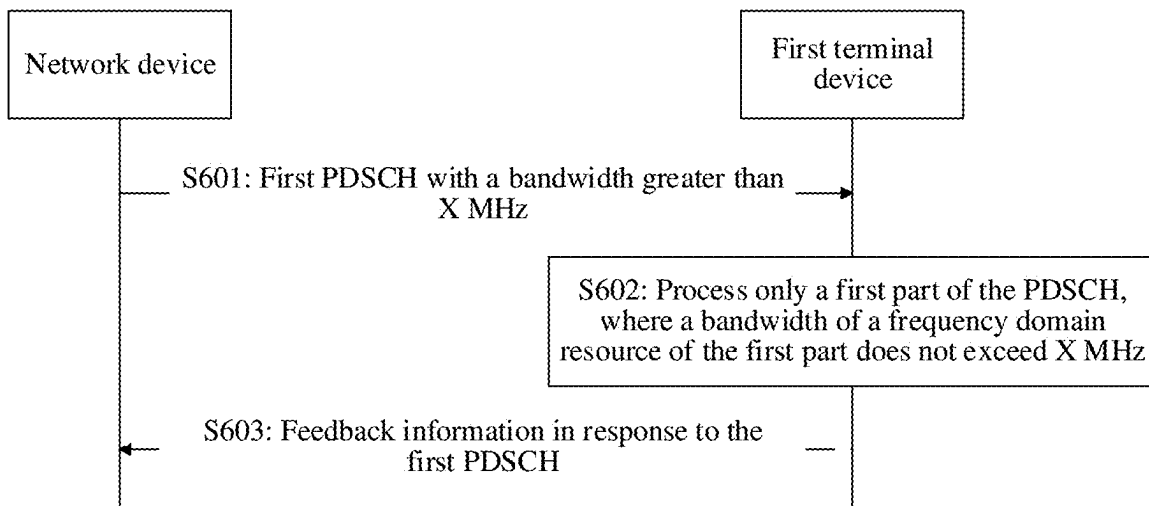 Network device
First terminal
device
S601: First PDSCH with a bandwidth greater than
X MHz
S602: Process only a first part of the PDSCH,
where a bandwidth of a frequency domain
resource of the first part does not exceed X MHz
S603: Feedback information in response to the
first PDSCH